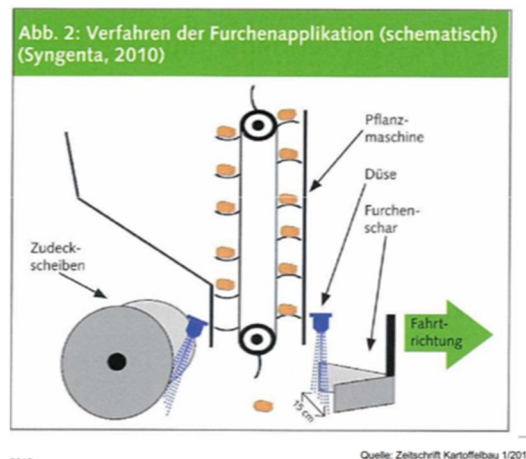 Abb. 2: Verfahren der Furchenapplikation (schematisch)
(Syngenta, 2010)
Pflanz-
maschine
Düse
Furchen-
schar
Zudeck-
scheiben
Fahrt-
richtung
15 cm
Quelle: Zeitschrift Kartoffelbau 1/201